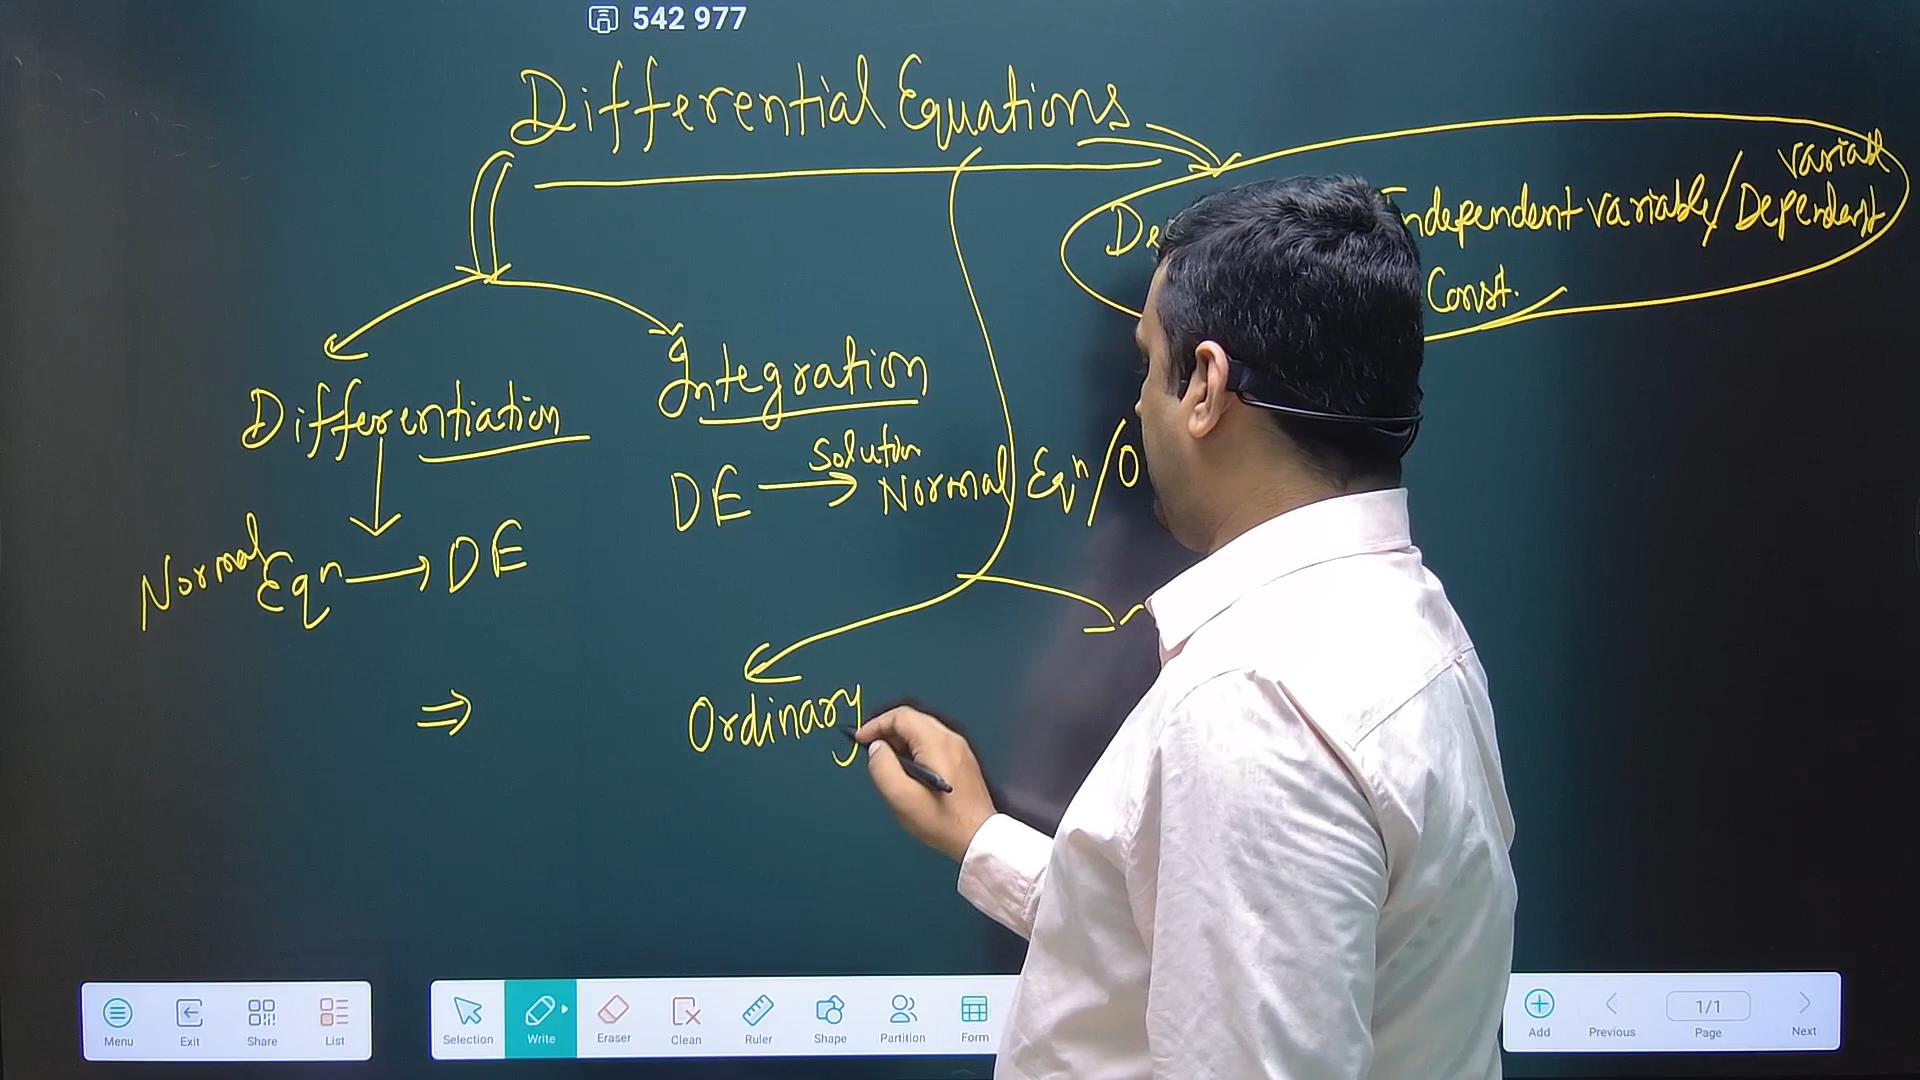 542 977
Differential Equations
variable
Independent variable/Dependent
Const.
Differentiation
Integration
Solution
DE → Normal Eqⁿ/O
Normal Eqⁿ → DE
⇒
Ordinary
Menu Exit Share List
Selection Write Eraser Clean Ruler Shape Partition Form
Add Previous 1/1 Page Next